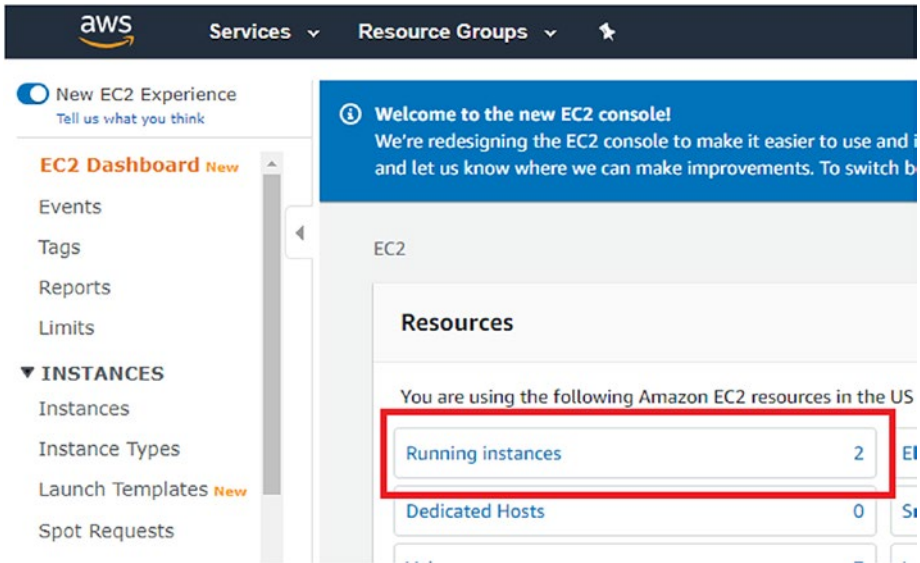 aws
Services
Resource Groups
New EC2 Experience
Tell us what you think
EC2 Dashboard New
Events
Tags
Reports
Limits
INSTANCES
Instances
Instance Types
Launch Templates New
Spot Requests
Welcome to the new EC2 console!
We're redesigning the EC2 console to make it easier to use and
and let us know where we can make improvements. To switch
EC2
Resources
You are using the following Amazon EC2 resources in the US
Running instances 2
Dedicated Hosts 0